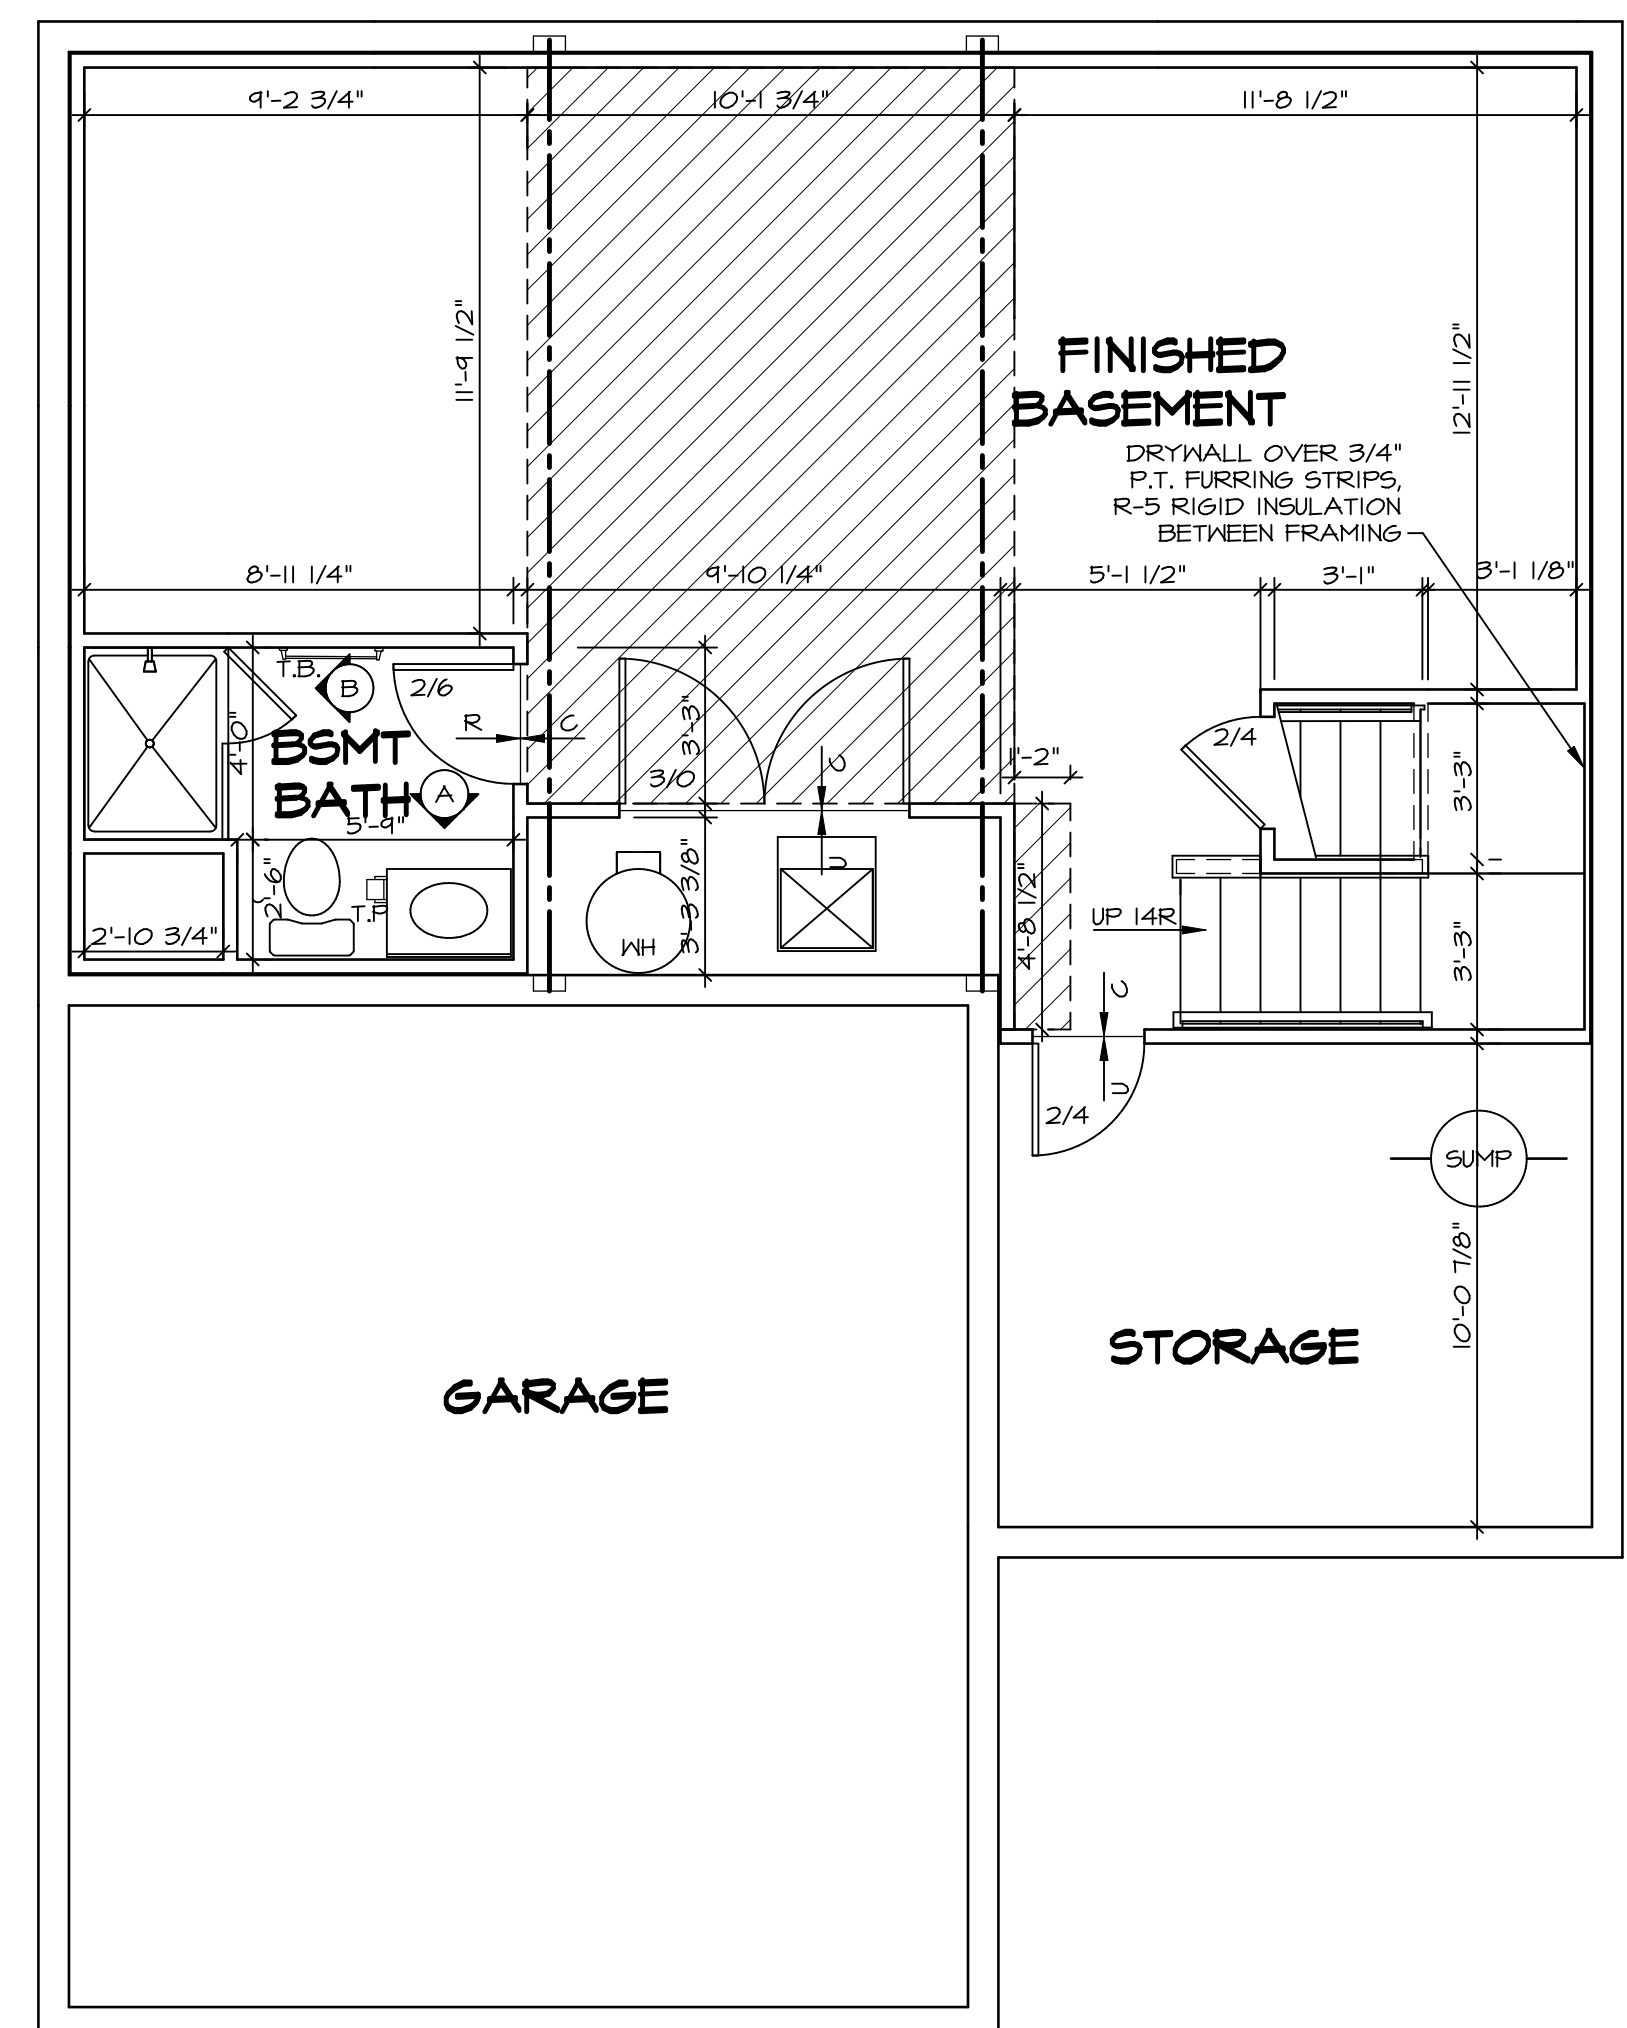 9'-2 3/4"
10'-1 3/4"
11'-8 1/2"
11'-9 1/2"
12'-11 1/2"
FINISHED
BASEMENT
DRYWALL OVER 3/4"
P.T. FURRING STRIPS,
R-5 RIGID INSULATION
BETWEEN FRAMING
8'-11 1/4"
9'-10 1/4"
5'-1 1/2"
3'-1"
3'-1 1/8"
T.B.
B
2/6
R
C
4'-0"
BSMT
BATH
A
5'-9"
3'-3"
3/0
C
U
1'-2"
2/4
3'-3"
2'-6"
T.P.
2'-10 3/4"
WH
3'-3 3/8"
4'-8 1/2"
UP 14R
3'-3"
C
U
2/4
SUMP
10'-0 7/8"
STORAGE
GARAGE